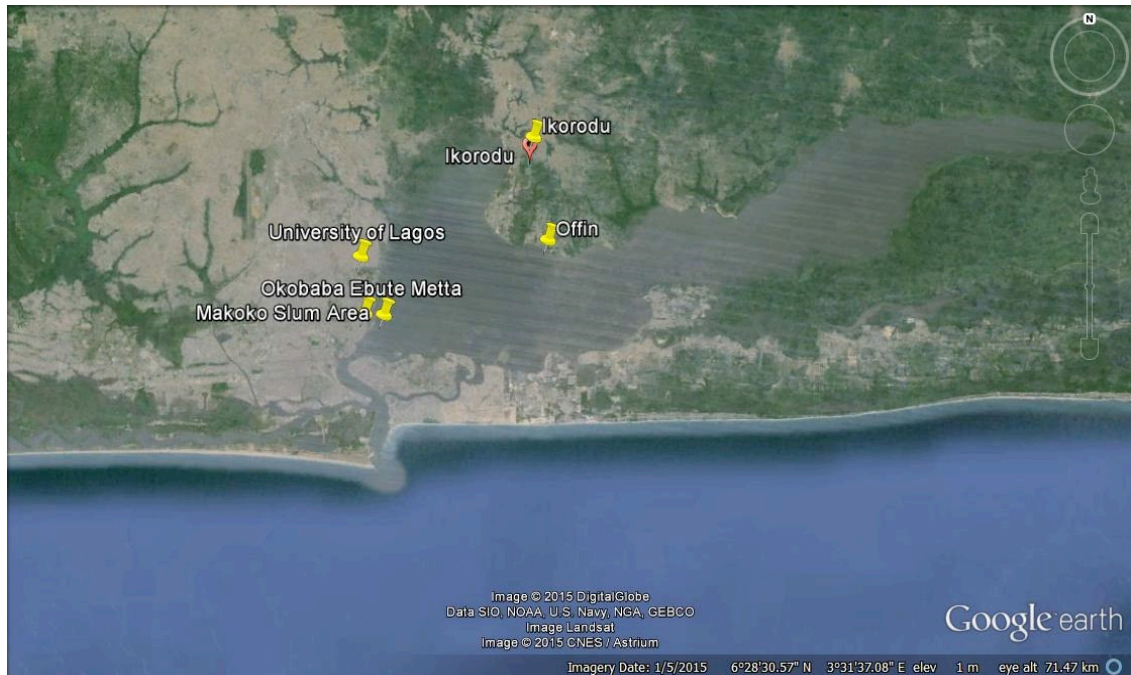 N
Ikorodu
Ikorodu
Offin
University of Lagos
Okobaba Ebute Metta
Makoko Slum Area
Image © 2015 DigitalGlobe
Data SIO, NOAA, U.S. Navy, NGA, GEBCO
Image Landsat
Image © 2015 CNES / Astrium
Google earth
Imagery Date: 1/5/2015 6°28'30.57" N 3°31'37.08" E elev 1 m eye alt 71.47 km